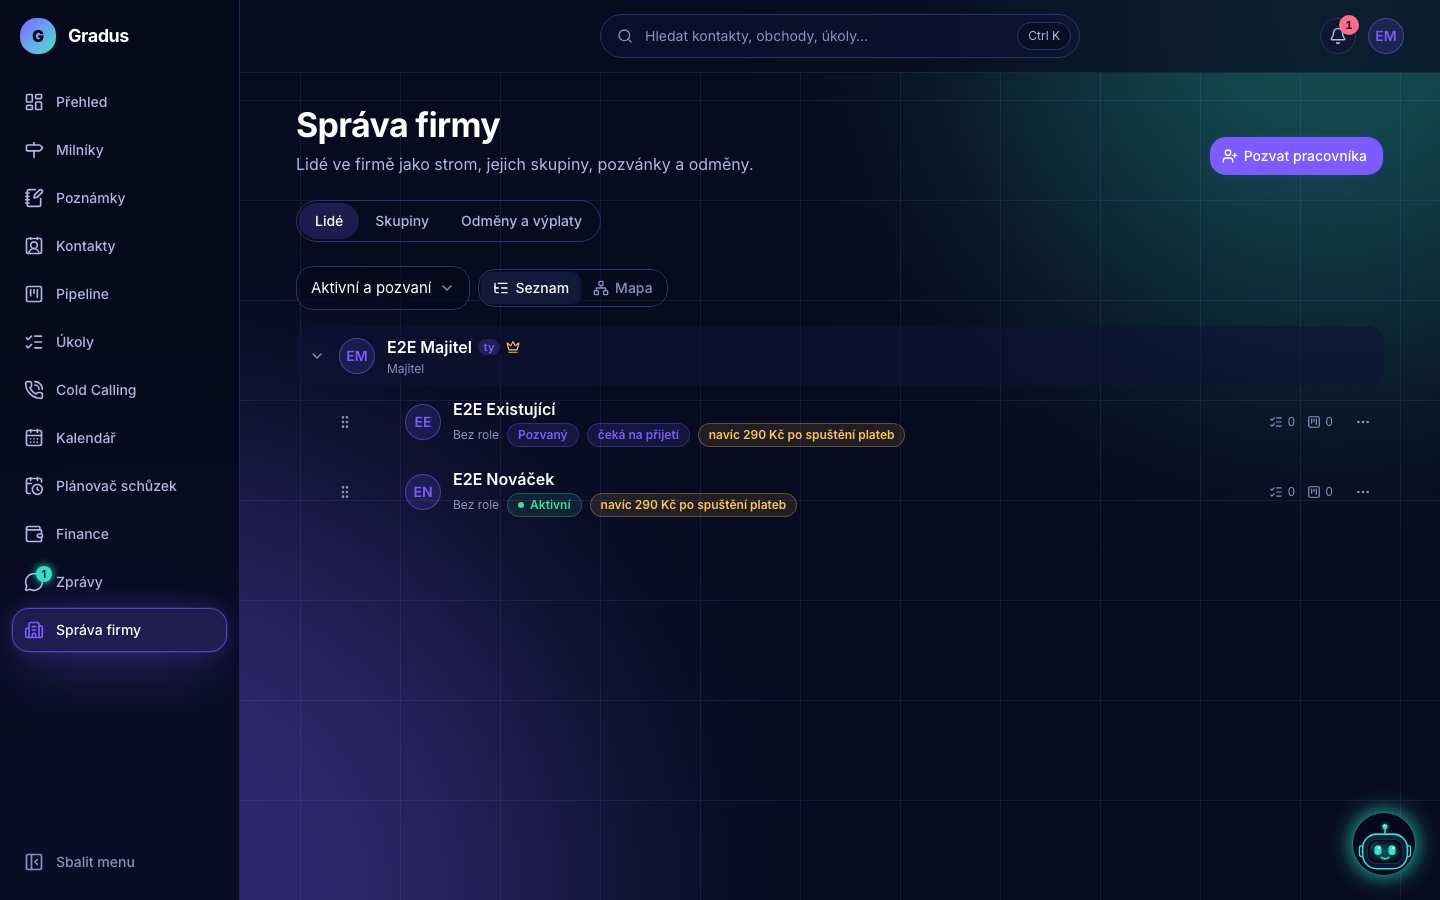 G Gradus
Hledat kontakty, obchody, úkoly...
Ctrl K
1
EM
Přehled
Milníky
Poznámky
Kontakty
Pipeline
Úkoly
Cold Calling
Kalendář
Plánovač schůzek
Finance
1 Zprávy
Správa firmy
Sbalit menu
Správa firmy
Lidé ve firmě jako strom, jejich skupiny, pozvánky a odměny.
Pozvat pracovníka
Lidé Skupiny Odměny a výplaty
Aktivní a pozvaní Seznam Mapa
EM E2E Majitel ty
Majitel
EE E2E Existující
Bez role Pozvaný čeká na přijetí navíc 290 Kč po spuštění plateb 0 0
EN E2E Nováček
Bez role Aktivní navíc 290 Kč po spuštění plateb 0 0